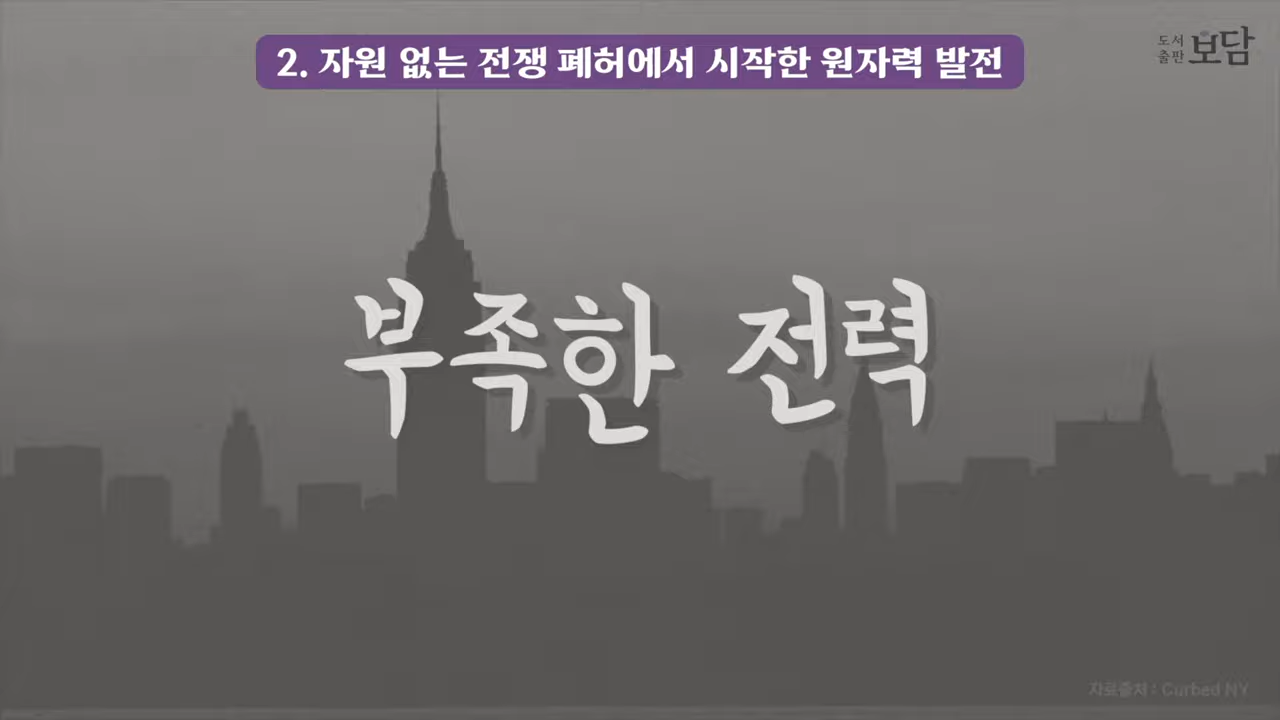 2. 자원 없는 전쟁 폐허에서 시작한 원자력 발전
도서
출판
보담
부족한 전력
자료출처 : Curbed NY